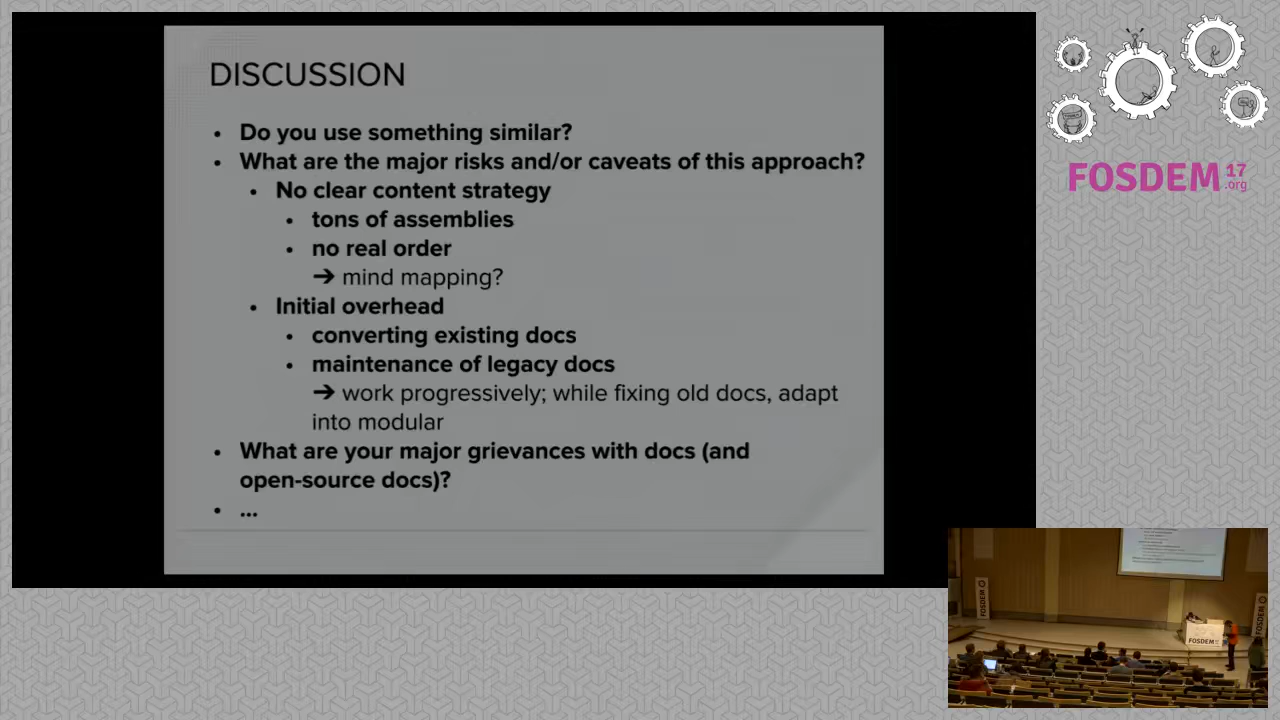 DISCUSSION
• Do you use something similar?
• What are the major risks and/or caveats of this approach?
• No clear content strategy
• tons of assemblies
• no real order
➔ mind mapping?
• Initial overhead
• converting existing docs
• maintenance of legacy docs
➔ work progressively; while fixing old docs, adapt
into modular
• What are your major grievances with docs (and
open-source docs)?
• ...
FOSDEM 17
.org
FOSDEM
FOSDEM
FOSDEM